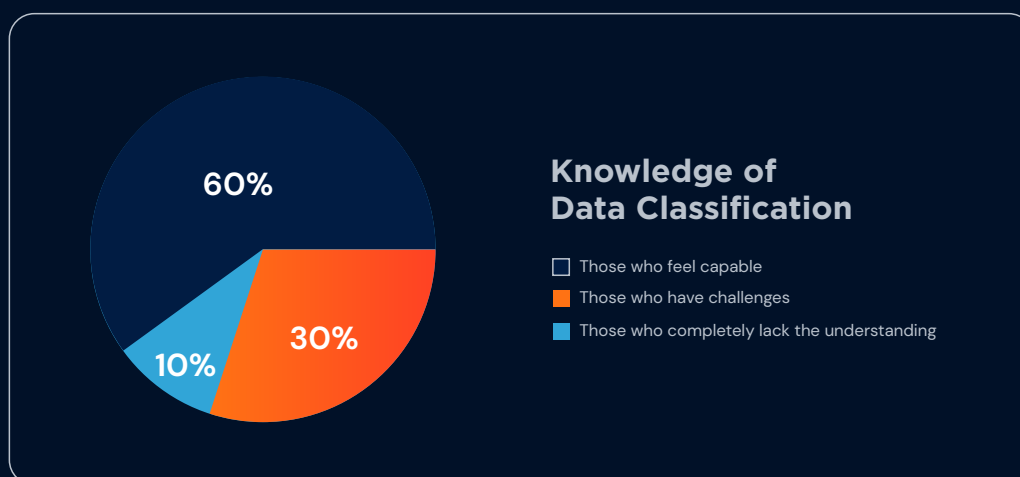 60%
10%
30%
Knowledge of
Data Classification
Those who feel capable
Those who have challenges
Those who completely lack the understanding